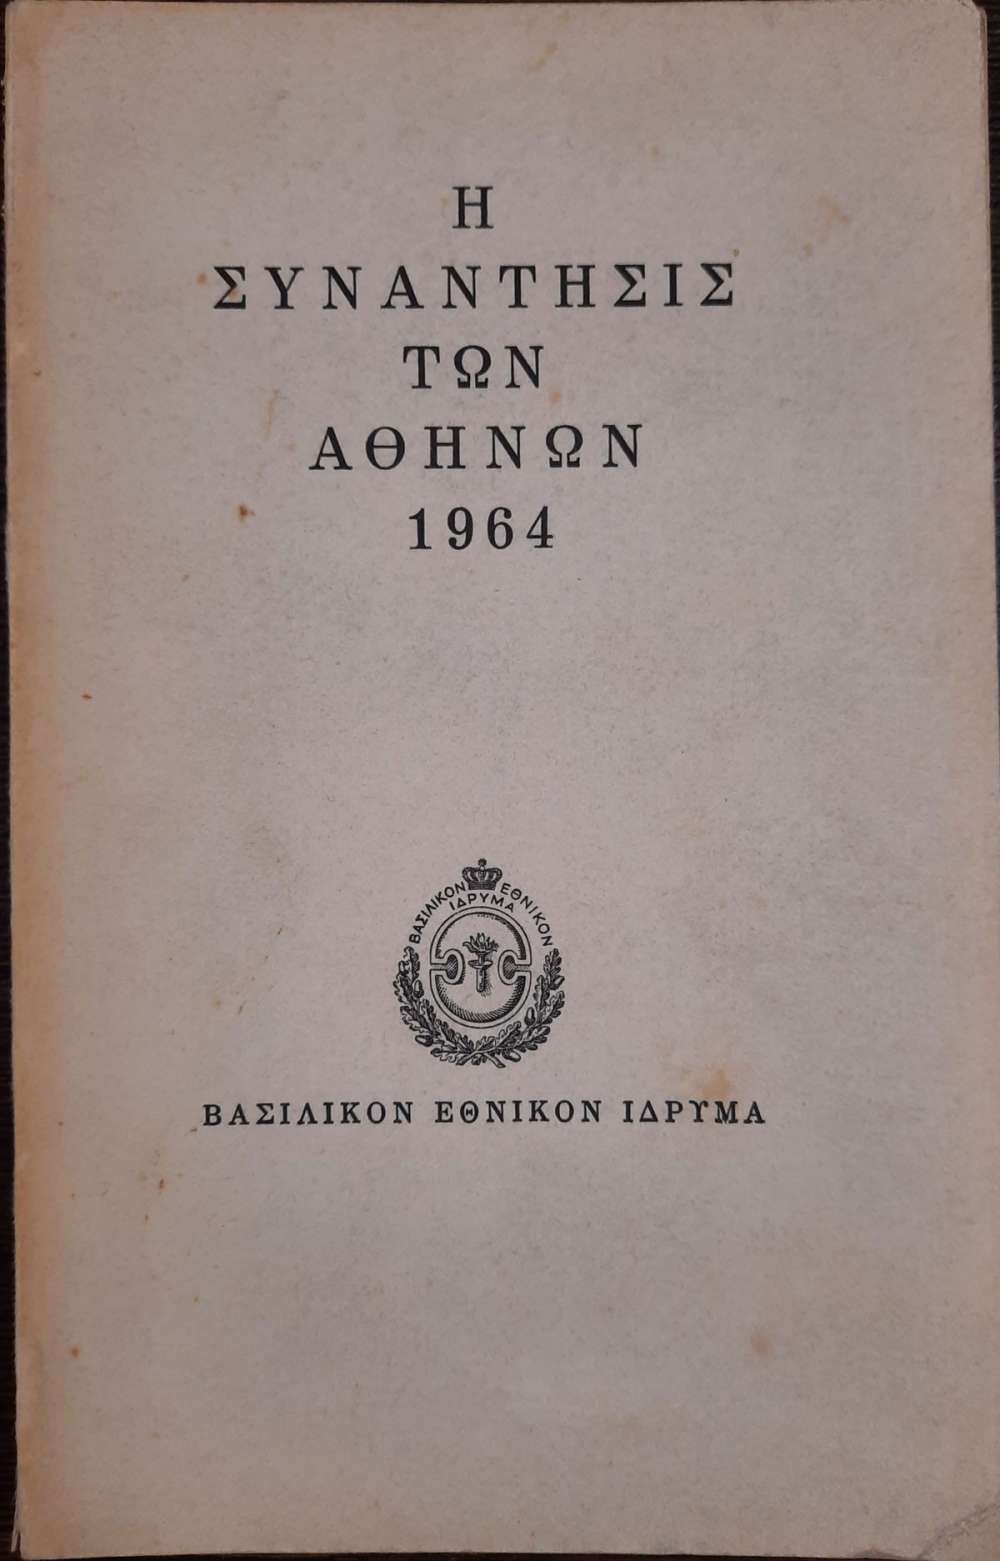 Η
ΣΥΝΑΝΤΗΣΙΣ
ΤΩΝ
ΑΘΗΝΩΝ
1964
ΒΑΣΙΛΙΚΟΝ ΕΘΝΙΚΟΝ
ΙΔΡΥΜΑ
ΒΑΣΙΛΙΚΟΝ ΕΘΝΙΚΟΝ ΙΔΡΥΜΑ